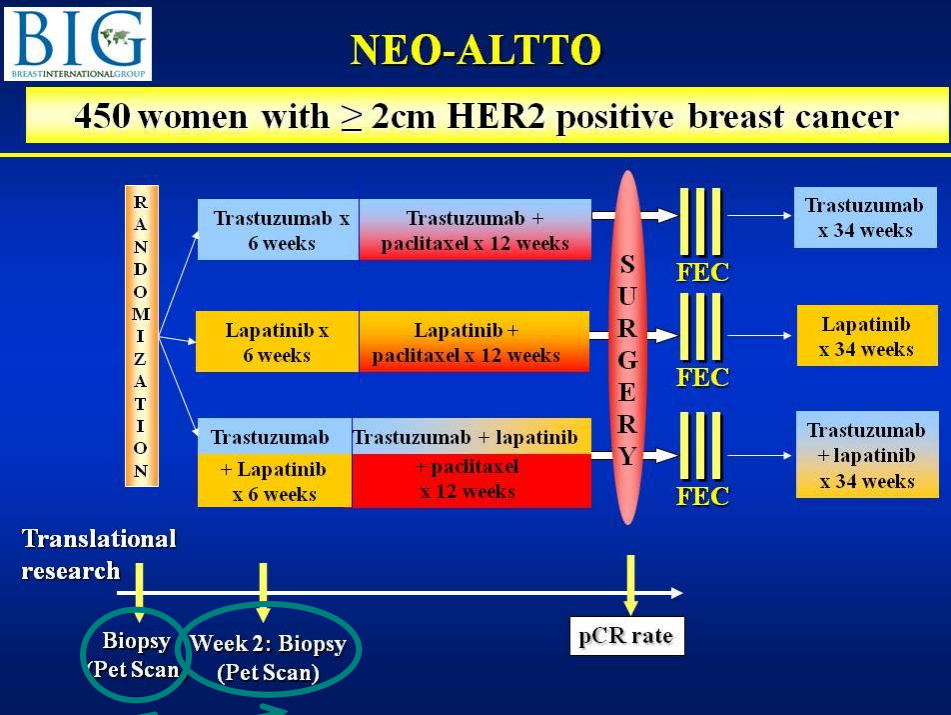 BIG
BREASTINTERNATIONALGROUP
NEO-ALTTO
450 women with ≥ 2cm HER2 positive breast cancer
RANDOMIZATION
Trastuzumab x
6 weeks
Trastuzumab +
paclitaxel x 12 weeks
FEC
Trastuzumab
x 34 weeks
Lapatinib x
6 weeks
Lapatinib +
paclitaxel x 12 weeks
SURGERY
FEC
Lapatinib
x 34 weeks
Trastuzumab
+ Lapatinib
x 6 weeks
Trastuzumab + lapatinib
+ paclitaxel
x 12 weeks
FEC
Trastuzumab
+ lapatinib
x 34 weeks
Translational
research
Biopsy
(Pet Scan
Week 2: Biopsy
(Pet Scan)
pCR rate